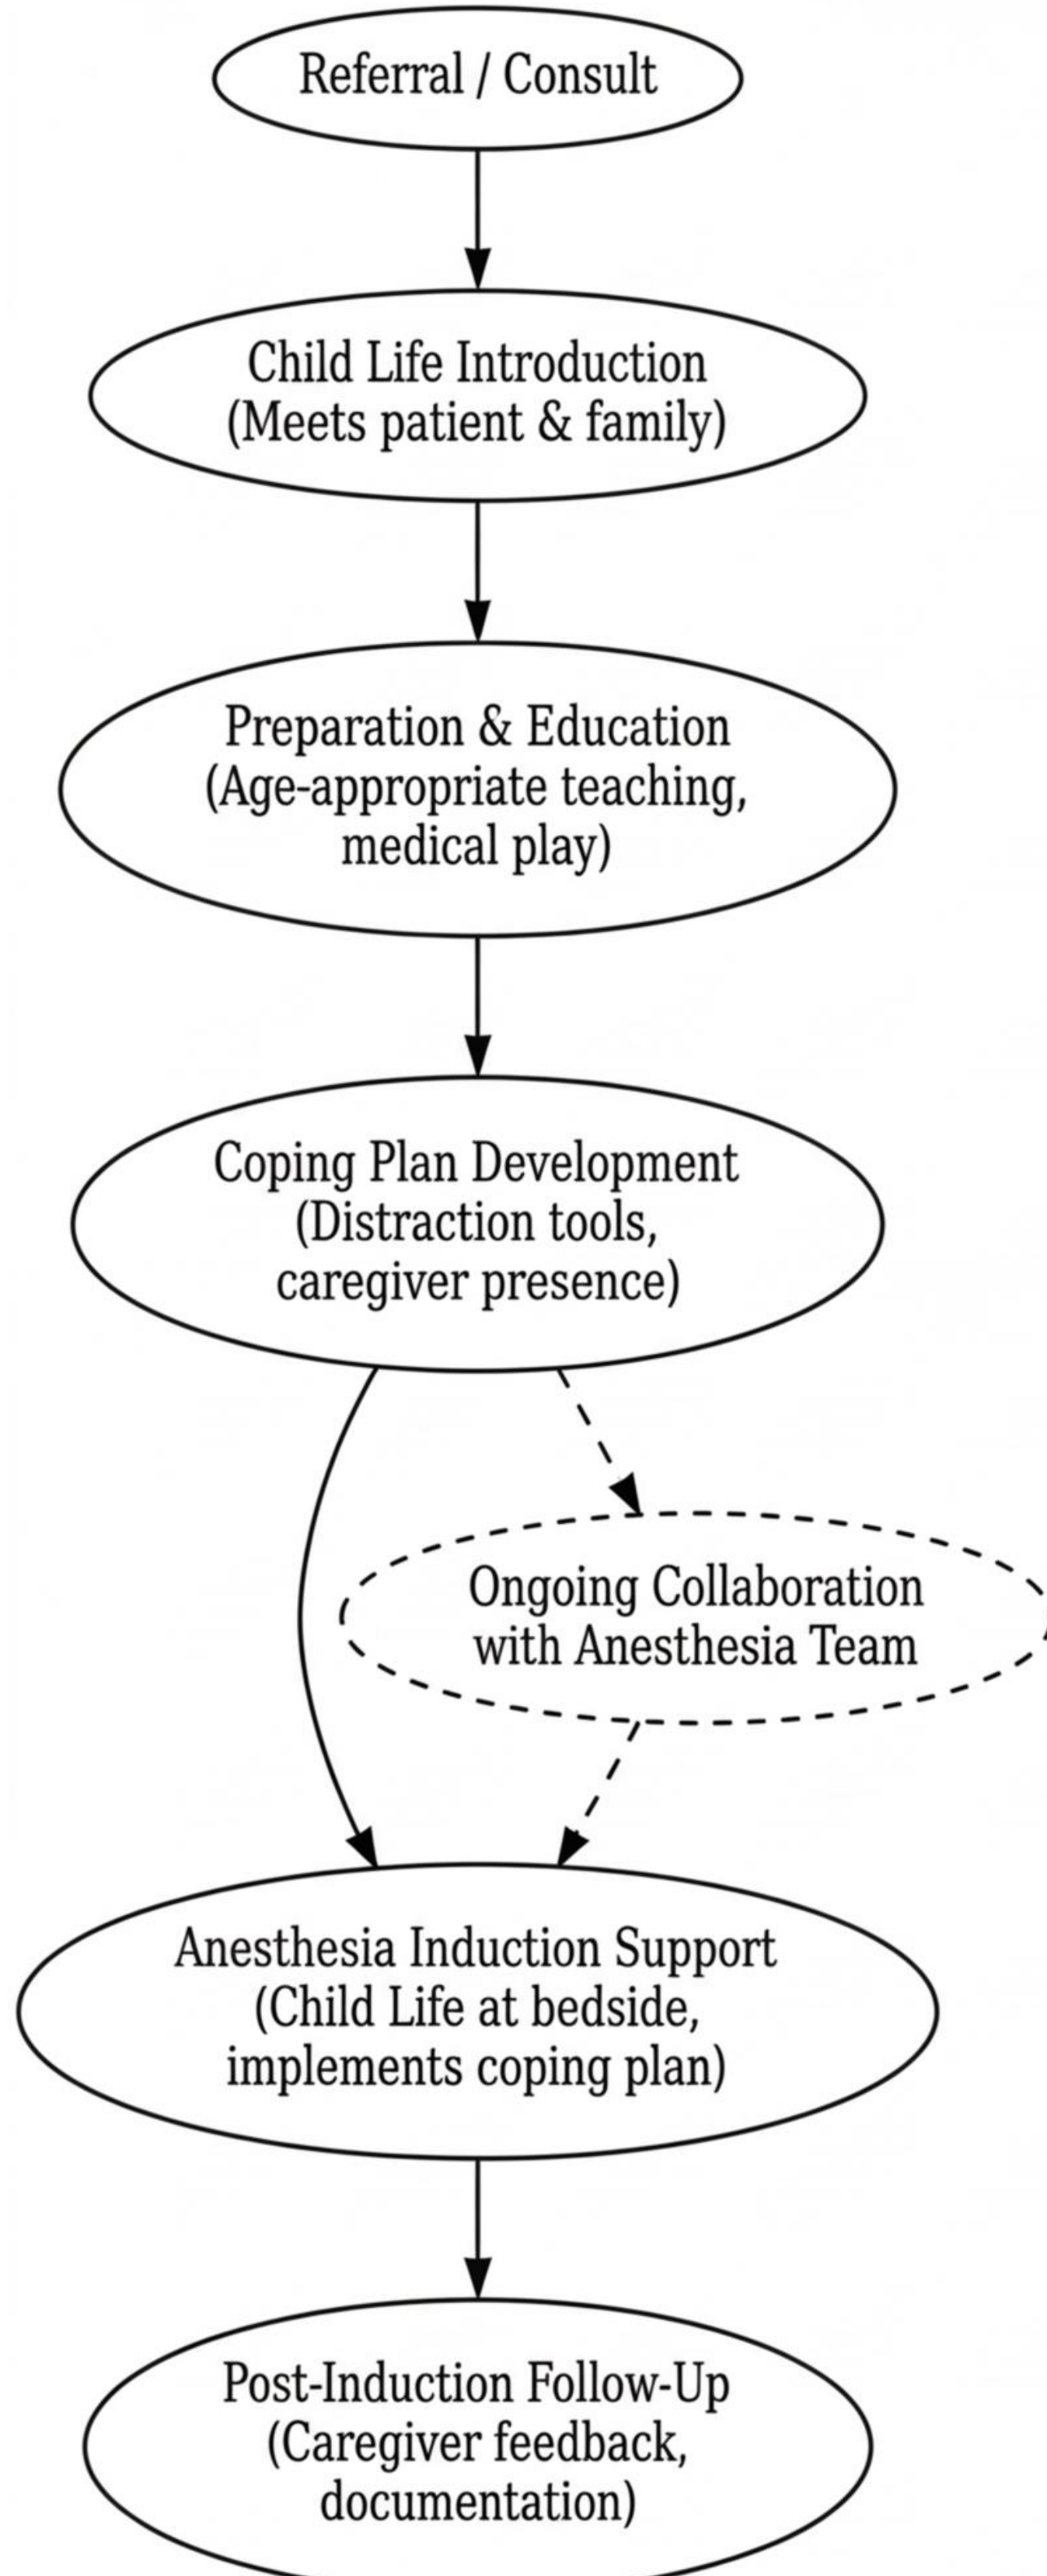 Referral / Consult
Child Life Introduction
(Meets patient & family)
Preparation & Education
(Age-appropriate teaching,
medical play)
Coping Plan Development
(Distraction tools,
caregiver presence)
Ongoing Collaboration
with Anesthesia Team
Anesthesia Induction Support
(Child Life at bedside,
implements coping plan)
Post-Induction Follow-Up
(Caregiver feedback,
documentation)